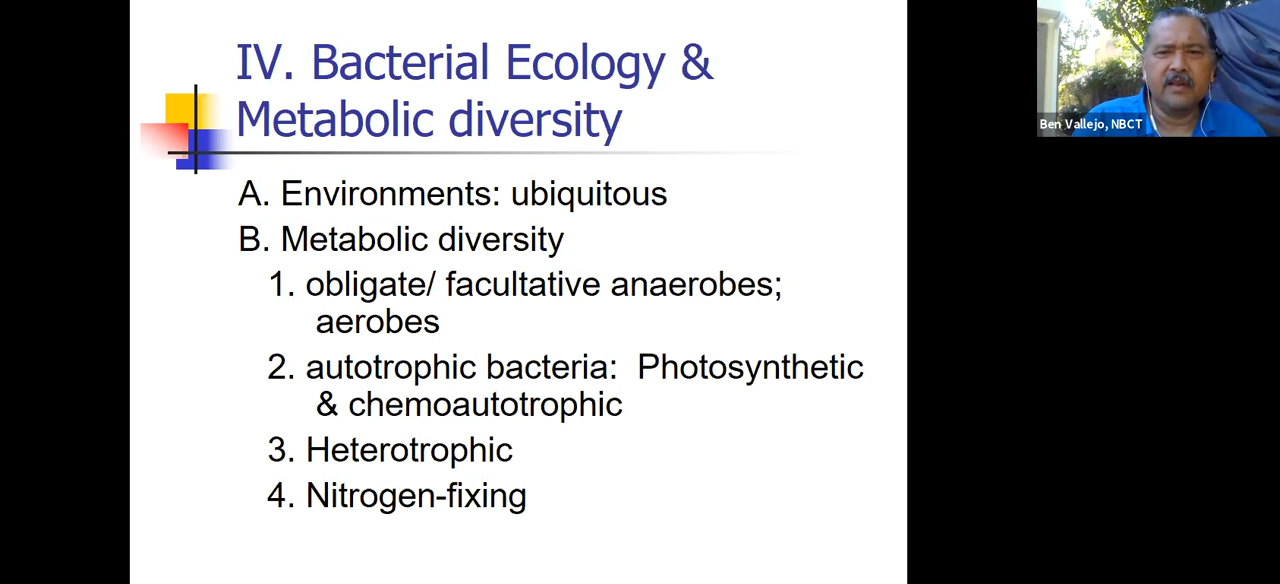 IV. Bacterial Ecology &
Metabolic diversity
A. Environments: ubiquitous
B. Metabolic diversity
1. obligate/ facultative anaerobes;
aerobes
2. autotrophic bacteria:  Photosynthetic
& chemoautotrophic
3. Heterotrophic
4. Nitrogen-fixing
Ben Vallejo, NBCT